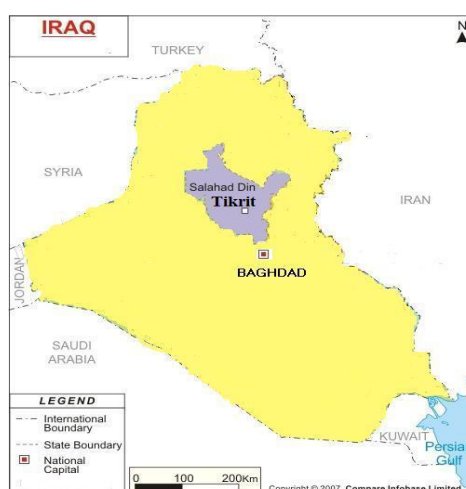 IRAQ
N
TURKEY
SYRIA
IRAN
Salahad Din
Tikrit
BAGHDAD
JORDAN
SAUDI
ARABIA
LEGEND
International
Boundary
State Boundary
National
Capital
KUWAIT
Persia
Gulf
0 100 200Km
Copyright © 2007 Compare Infobase Limited